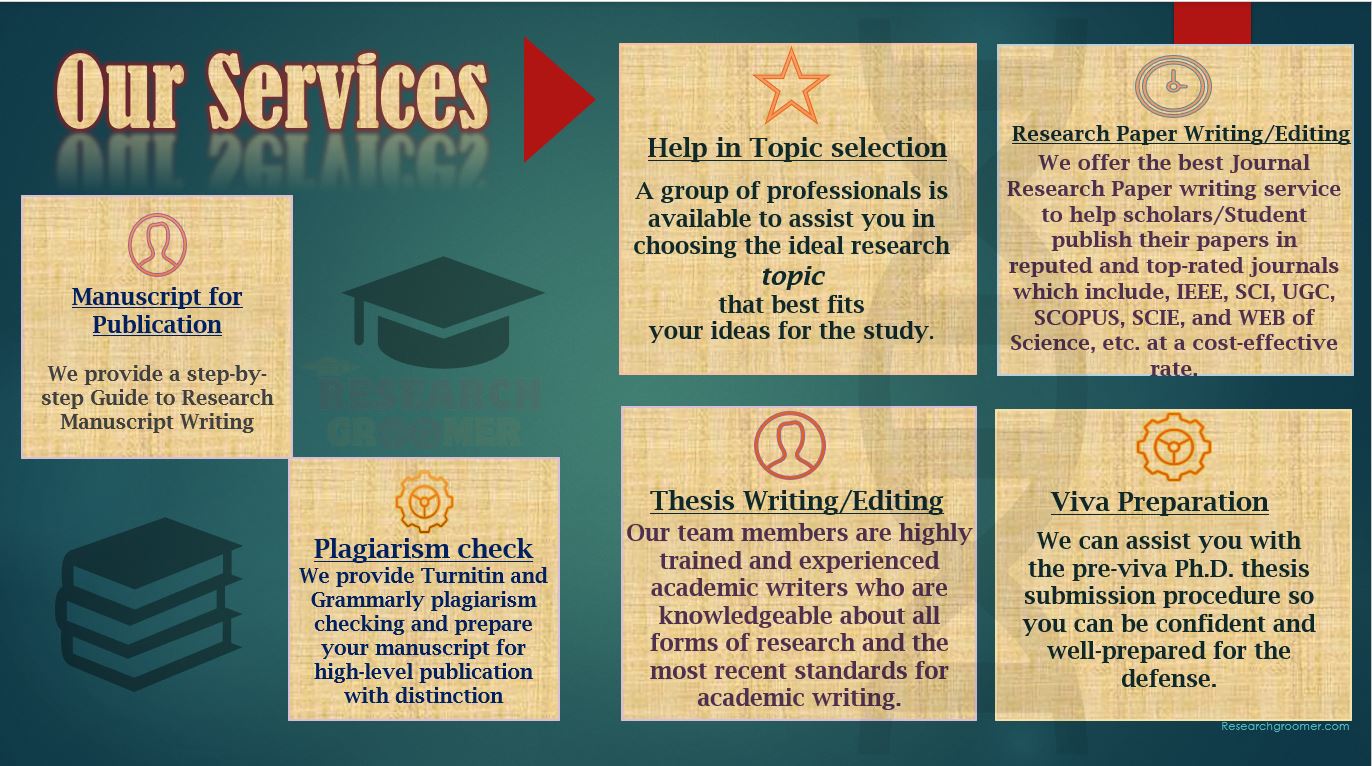 Our Services
Manuscript for
Publication
We provide a step-by-
step Guide to Research
Manuscript Writing
RESEARCH
GROOMER
Plagiarism check
We provide Turnitin and
Grammarly plagiarism
checking and prepare
your manuscript for
high-level publication
with distinction
Help in Topic selection
A group of professionals is
available to assist you in
choosing the ideal research
topic
that best fits
your ideas for the study.
Research Paper Writing/Editing
We offer the best Journal
Research Paper writing service
to help scholars/Student
publish their papers in
reputed and top-rated journals
which include, IEEE, SCI, UGC,
SCOPUS, SCIE, and WEB of
Science, etc. at a cost-effective
rate.
Thesis Writing/Editing
Our team members are highly
trained and experienced
academic writers who are
knowledgeable about all
forms of research and the
most recent standards for
academic writing.
Viva Preparation
We can assist you with
the pre-viva Ph.D. thesis
submission procedure so
you can be confident and
well-prepared for the
defense.
Researchgroomer.com